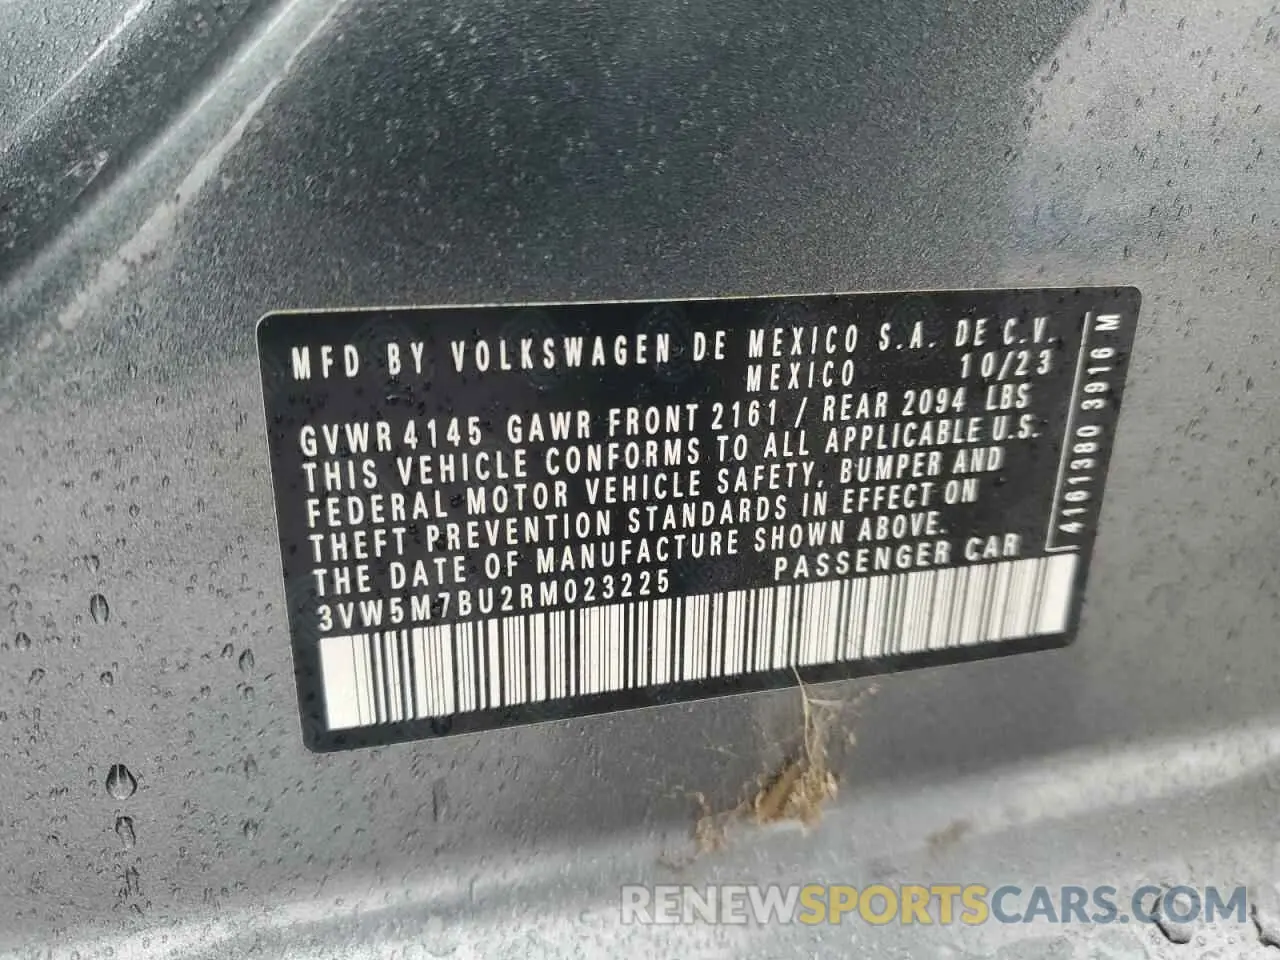 MFD BY VOLKSWAGEN DE MEXICO S.A. DE C.V.
MEXICO 10/23
GVWR 4145 GAWR FRONT 2161 / REAR 2094 LBS
THIS VEHICLE CONFORMS TO ALL APPLICABLE U.S.
FEDERAL MOTOR VEHICLE SAFETY, BUMPER AND
THEFT PREVENTION STANDARDS IN EFFECT ON
THE DATE OF MANUFACTURE SHOWN ABOVE.
3VW5M7BU2RM023225 PASSENGER CAR
4161380 3916 M
RENEWSPORTSCARS.COM